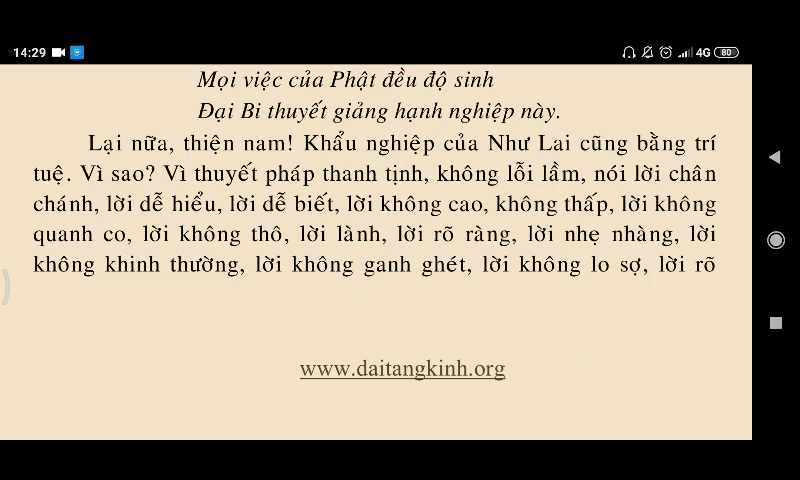 14:29
4G 80
Mọi việc của Phật đều độ sinh
Đại Bi thuyết giảng hạnh nghiệp này.
Lại nữa, thiện nam! Khẩu nghiệp của Như Lai cũng bằng trí
tuệ. Vì sao? Vì thuyết pháp thanh tịnh, không lỗi lầm, nói lời chân
chánh, lời dễ hiểu, lời dễ biết, lời không cao, không thấp, lời không
quanh co, lời không thô, lời lành, lời rõ ràng, lời nhẹ nhàng, lời
không khinh thường, lời không ganh ghét, lời không lo sợ, lời rõ
www.daitangkinh.org